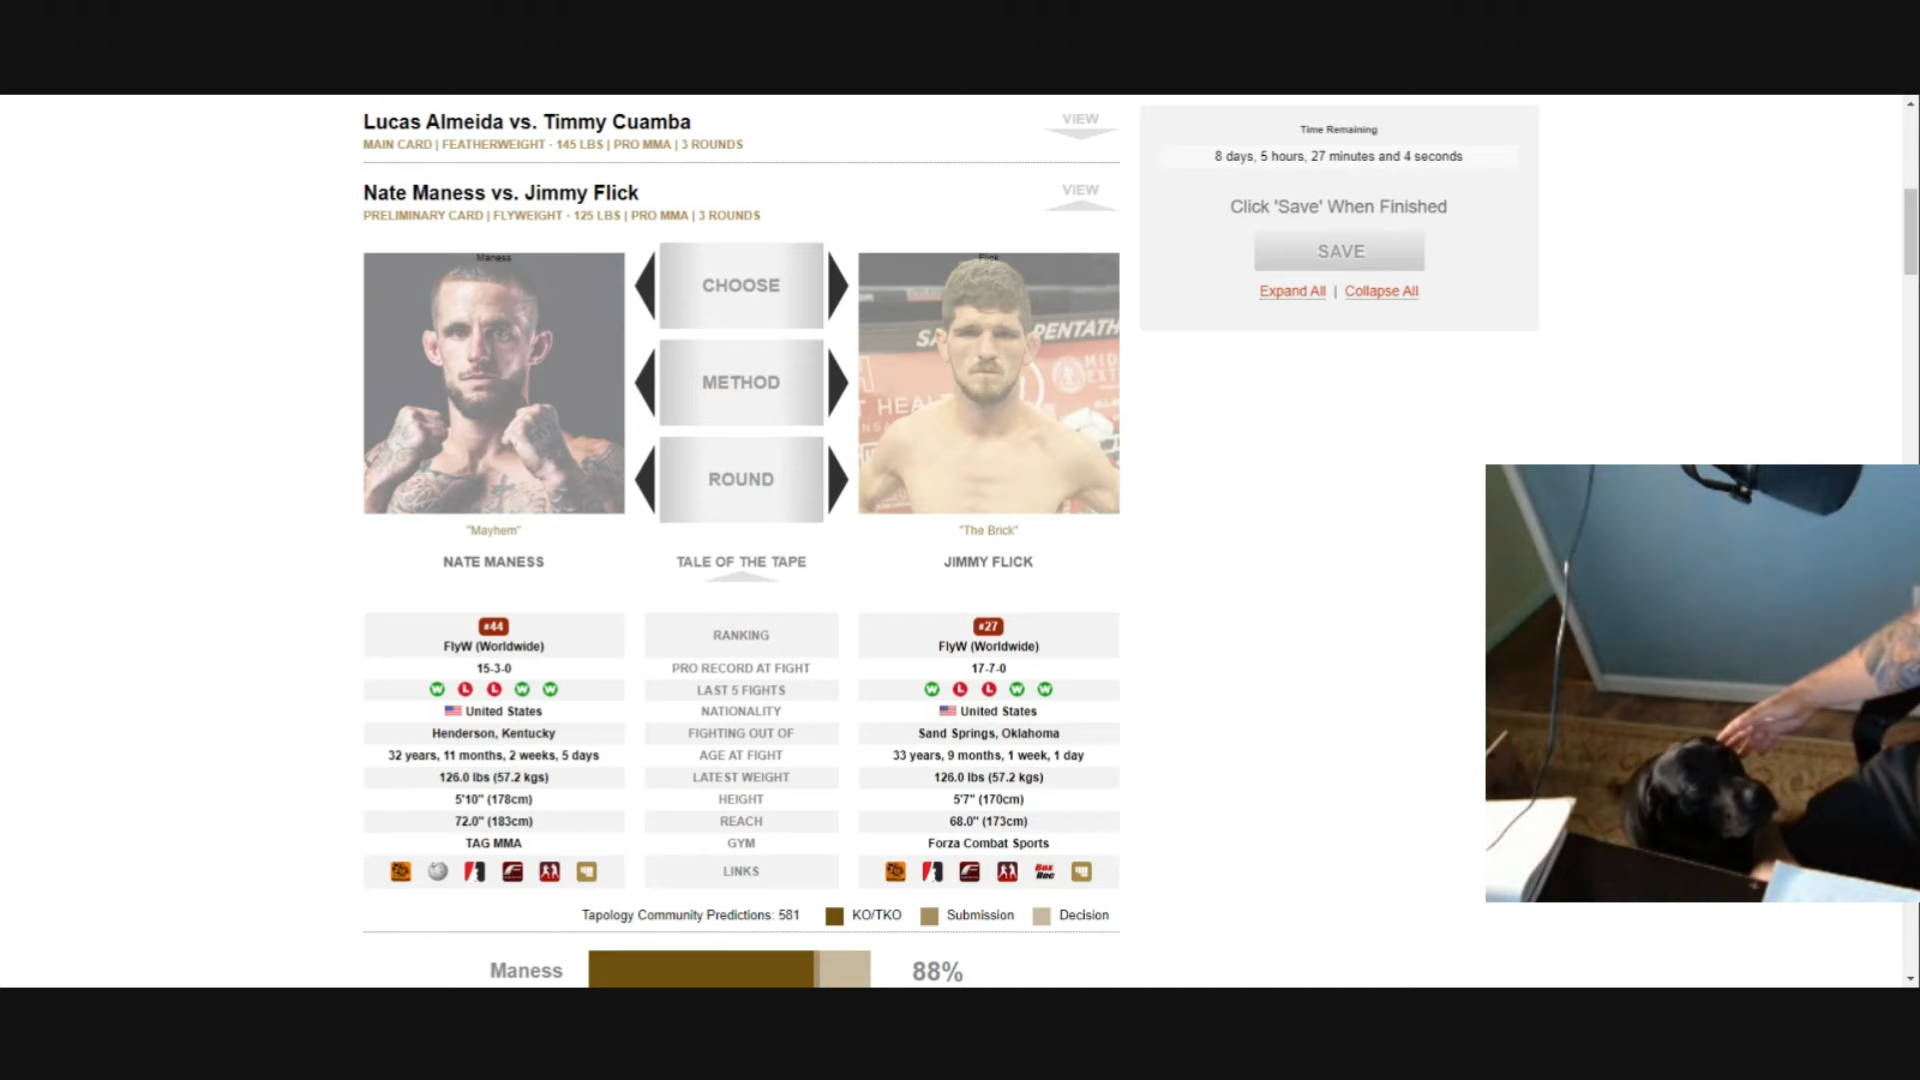 Lucas Almeida vs. Timmy Cuamba
VIEW
MAIN CARD | FEATHERWEIGHT - 145 LBS | PRO MMA | 3 ROUNDS
Time Remaining
8 days, 5 hours, 27 minutes and 4 seconds
Nate Maness vs. Jimmy Flick
VIEW
PRELIMINARY CARD | FLYWEIGHT - 125 LBS | PRO MMA | 3 ROUNDS
Click 'Save' When Finished
SAVE
Expand All | Collapse All
Maness
Flick
CHOOSE
METHOD
ROUND
PENTATH
HEAL
"Mayhem"
"The Brick"
NATE MANESS
TALE OF THE TAPE
JIMMY FLICK
#44
#27
RANKING
FlyW (Worldwide)
FlyW (Worldwide)
15-3-0
PRO RECORD AT FIGHT
17-7-0
W L L W W
LAST 5 FIGHTS
W L L W W
United States
NATIONALITY
United States
Henderson, Kentucky
FIGHTING OUT OF
Sand Springs, Oklahoma
32 years, 11 months, 2 weeks, 5 days
AGE AT FIGHT
33 years, 9 months, 1 week, 1 day
126.0 lbs (57.2 kgs)
LATEST WEIGHT
126.0 lbs (57.2 kgs)
5'10" (178cm)
HEIGHT
5'7" (170cm)
72.0" (183cm)
REACH
68.0" (173cm)
TAG MMA
GYM
Forza Combat Sports
LINKS
Box Rec
Tapology Community Predictions: 581
KO/TKO
Submission
Decision
Maness
88%